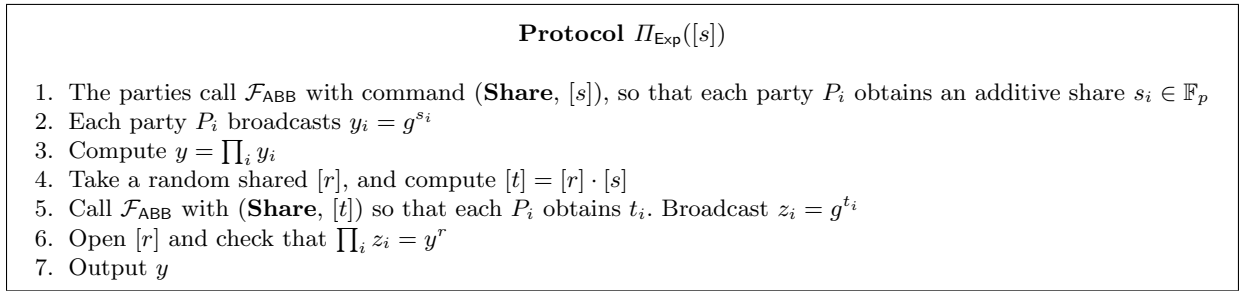 Protocol Π_Exp([s])
1. The parties call ℱ_ABB with command (Share, [s]), so that each party P_i obtains an additive share s_i ∈ 𝔽_p
2. Each party P_i broadcasts y_i = g^{s_i}
3. Compute y = ∏_i y_i
4. Take a random shared [r], and compute [t] = [r] · [s]
5. Call ℱ_ABB with (Share, [t]) so that each P_i obtains t_i. Broadcast z_i = g^{t_i}
6. Open [r] and check that ∏_i z_i = y^r
7. Output y